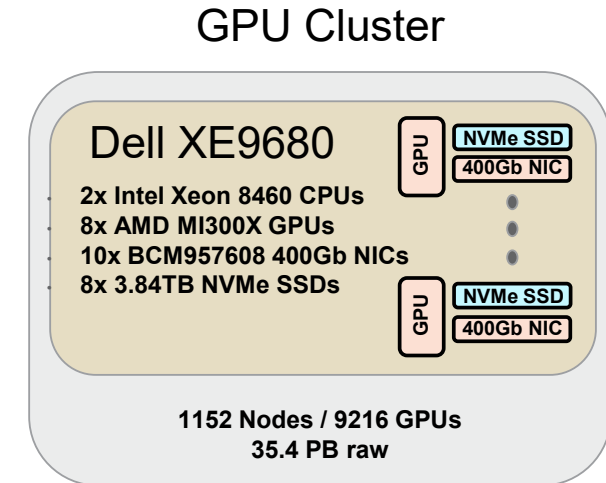 GPU Cluster
Dell XE9680
2x Intel Xeon 8460 CPUs
8x AMD MI300X GPUs
10x BCM957608 400Gb NICs
8x 3.84TB NVMe SSDs
GPU
NVMe SSD
400Gb NIC
GPU
NVMe SSD
400Gb NIC
1152 Nodes / 9216 GPUs
35.4 PB raw